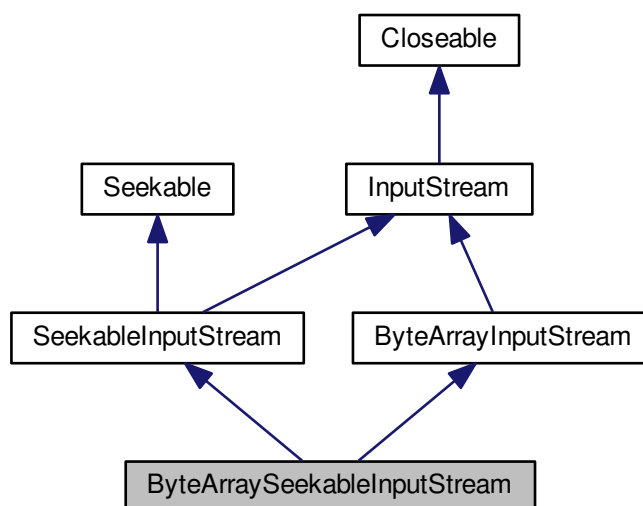 Closeable
Seekable
InputStream
SeekableInputStream
ByteArrayInputStream
ByteArraySeekableInputStream